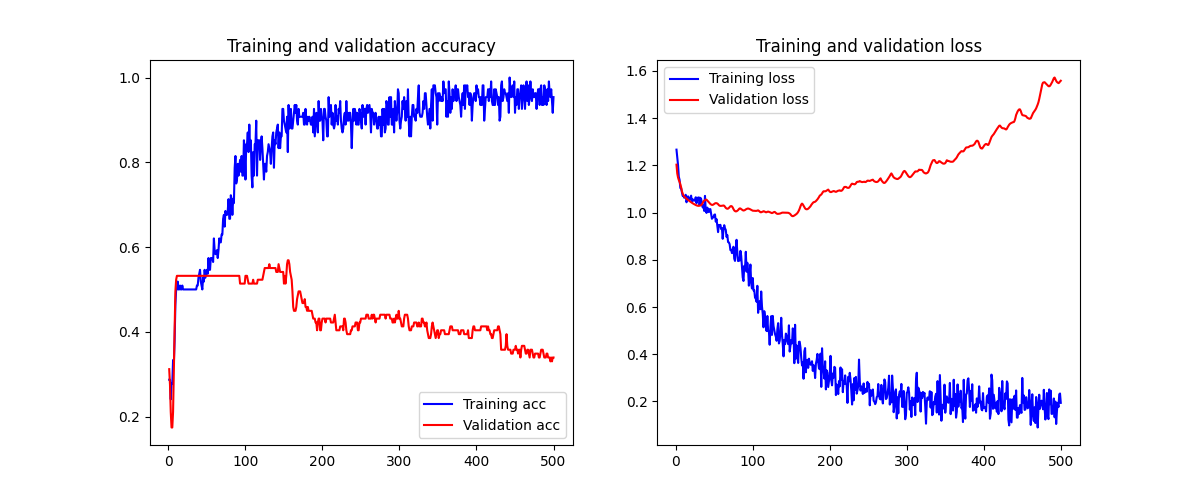 Training and validation accuracy
1.0
0.8
0.6
0.4
0.2
0 100 200 300 400 500
Training acc
Validation acc
Training and validation loss
1.6
1.4
1.2
1.0
0.8
0.6
0.4
0.2
0 100 200 300 400 500
Training loss
Validation loss